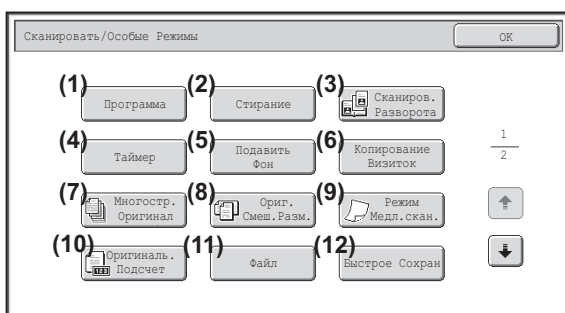 Сканировать/Особые Режимы
OK
(1) Программа
(2) Стирание
(3) Сканиров.
Разворота
(4) Таймер
(5) Подавить
Фон
(6) Копирование
Визиток
1
2
(7) Многостр.
Оригинал
(8) Ориг.
Смеш.Разм.
(9) Режим
Медл.скан.
(10) Оригиналь.
Подсчет
123
(11) Файл
(12) Быстрое Сохран